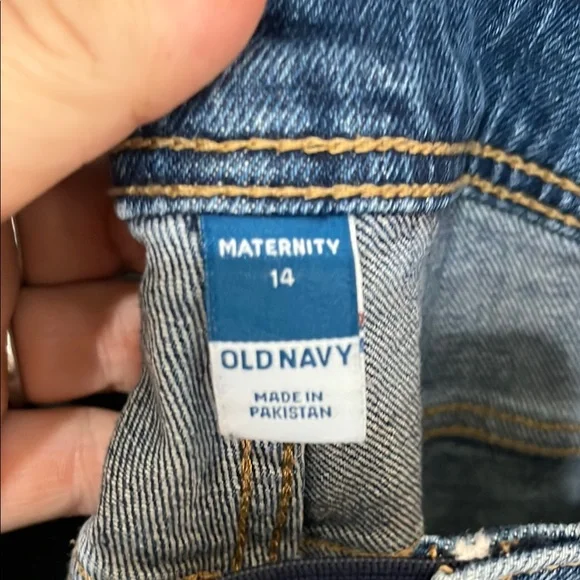 MATERNITY
14
OLD NAVY
MADE IN
PAKISTAN